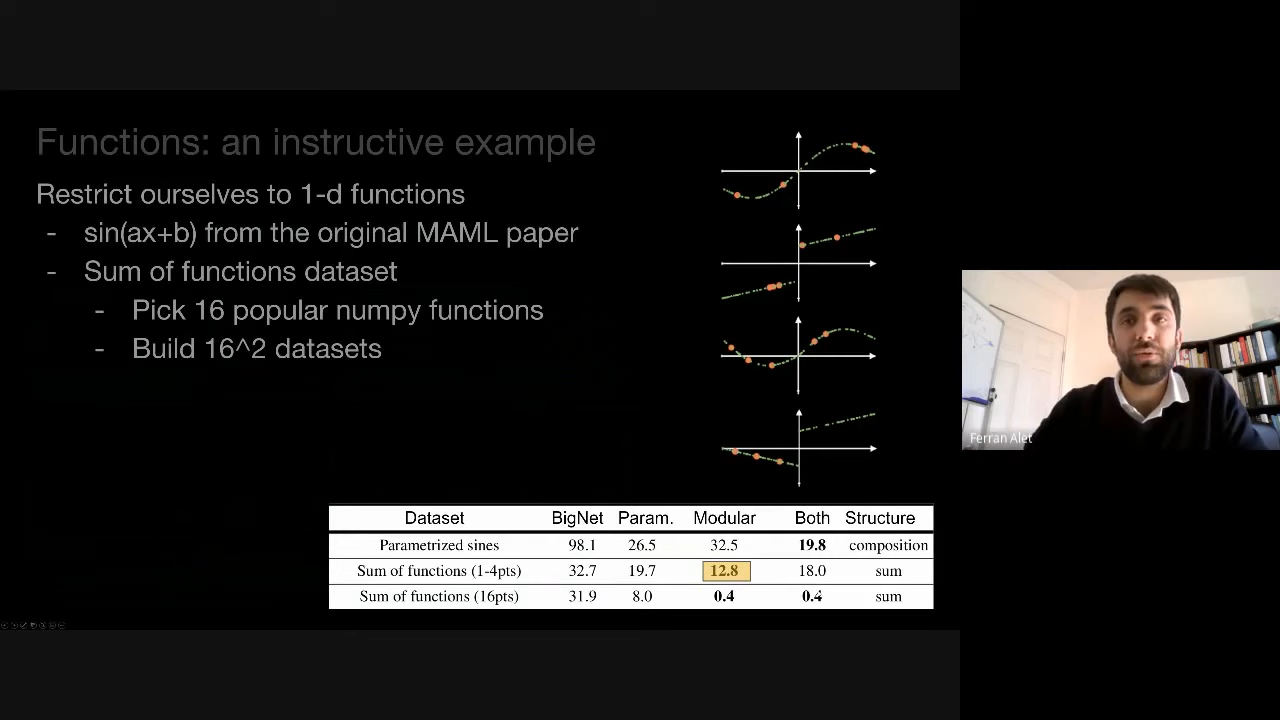 Functions: an instructive example
Restrict ourselves to 1-d functions
- sin(ax+b) from the original MAML paper
- Sum of functions dataset
- Pick 16 popular numpy functions
- Build 16^2 datasets
Ferran Alet
Dataset BigNet Param. Modular Both Structure
Parametrized sines 98.1 26.5 32.5 19.8 composition
Sum of functions (1-4pts) 32.7 19.7 12.8 18.0 sum
Sum of functions (16pts) 31.9 8.0 0.4 0.4 sum